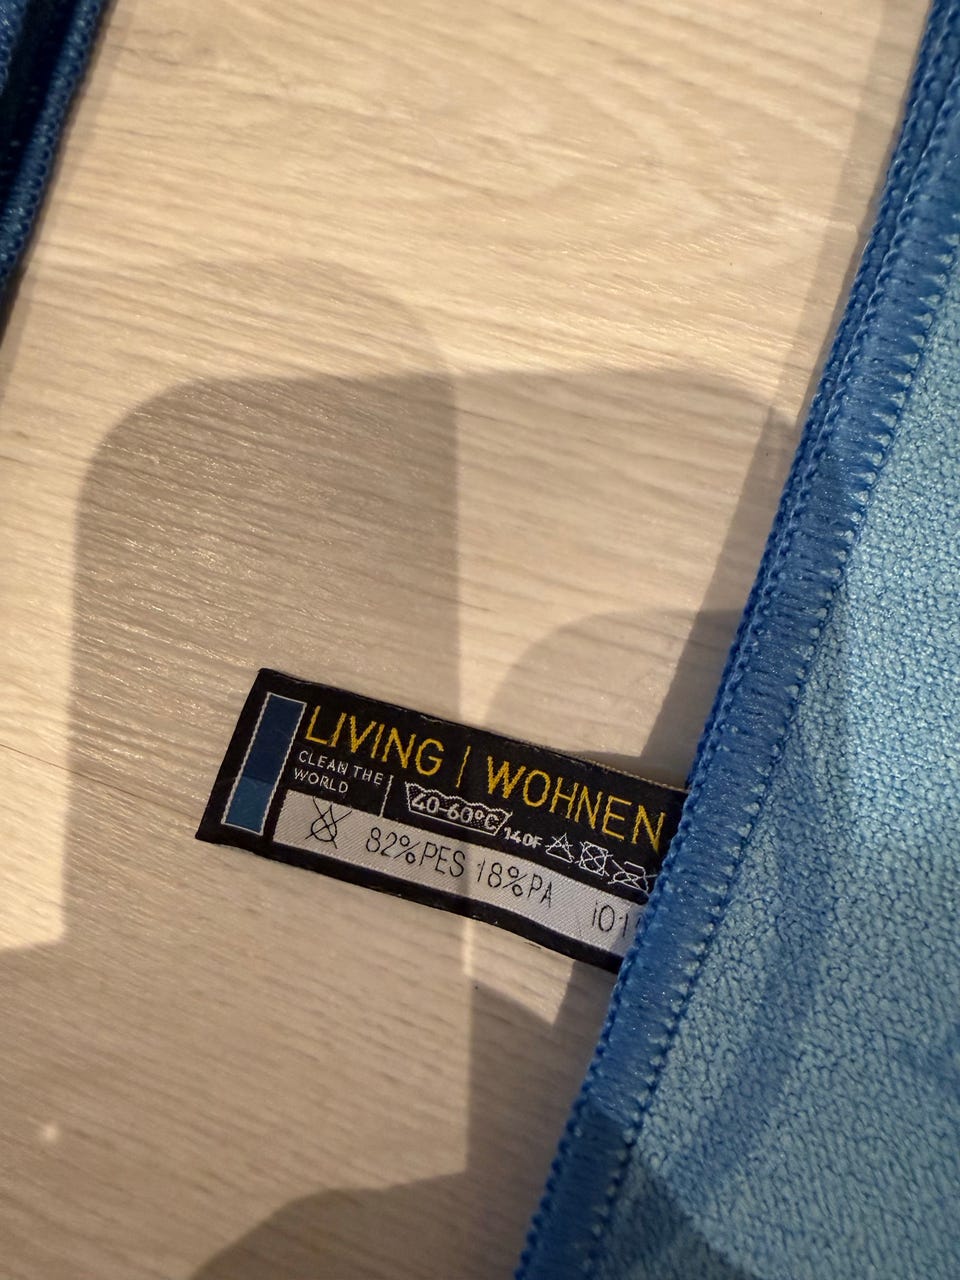 LIVING | WOHNEN
CLEAN THE
WORLD
40-60°C
140F
82%PES 18%PA